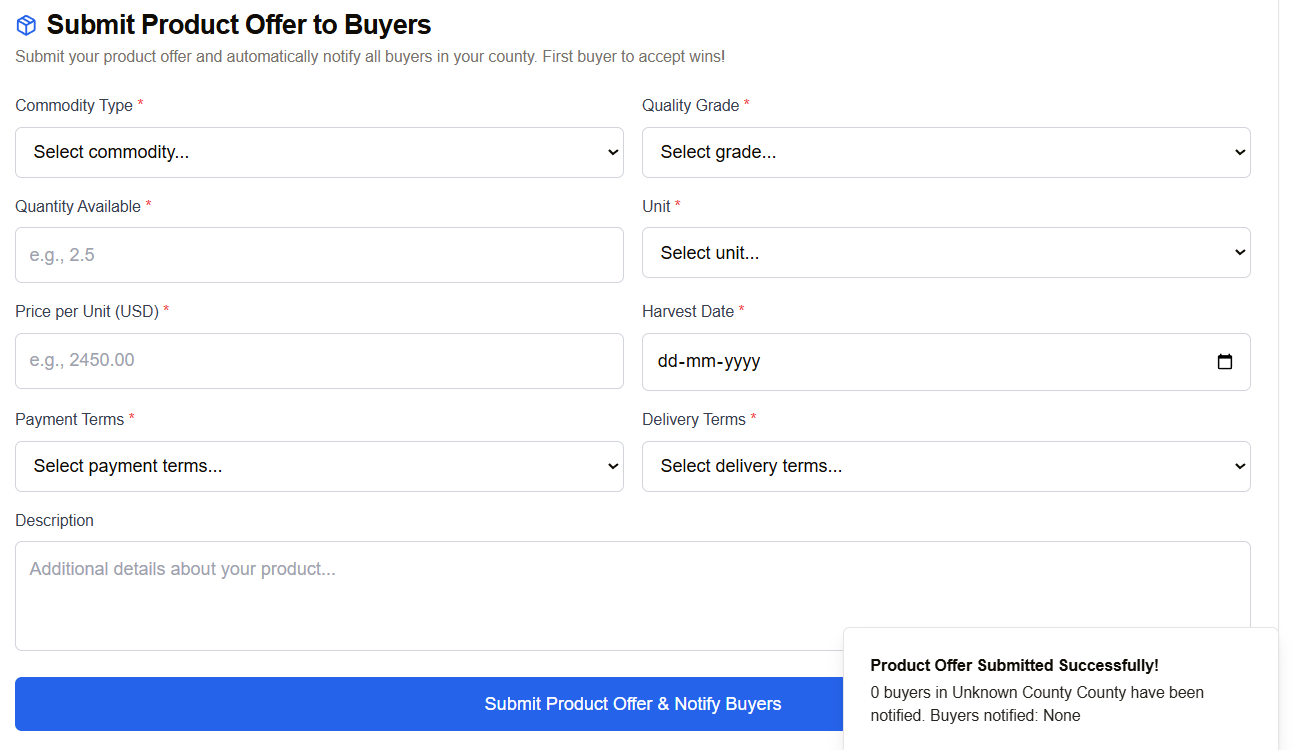 Submit Product Offer to Buyers
Submit your product offer and automatically notify all buyers in your county. First buyer to accept wins!
Commodity Type *
Quality Grade *
Select commodity...
Select grade...
Quantity Available *
Unit *
e.g., 2.5
Select unit...
Price per Unit (USD) *
Harvest Date *
e.g., 2450.00
dd-mm-yyyy
Payment Terms *
Delivery Terms *
Select payment terms...
Select delivery terms...
Description
Additional details about your product...
Submit Product Offer & Notify Buyers
Product Offer Submitted Successfully!
0 buyers in Unknown County County have been
notified. Buyers notified: None